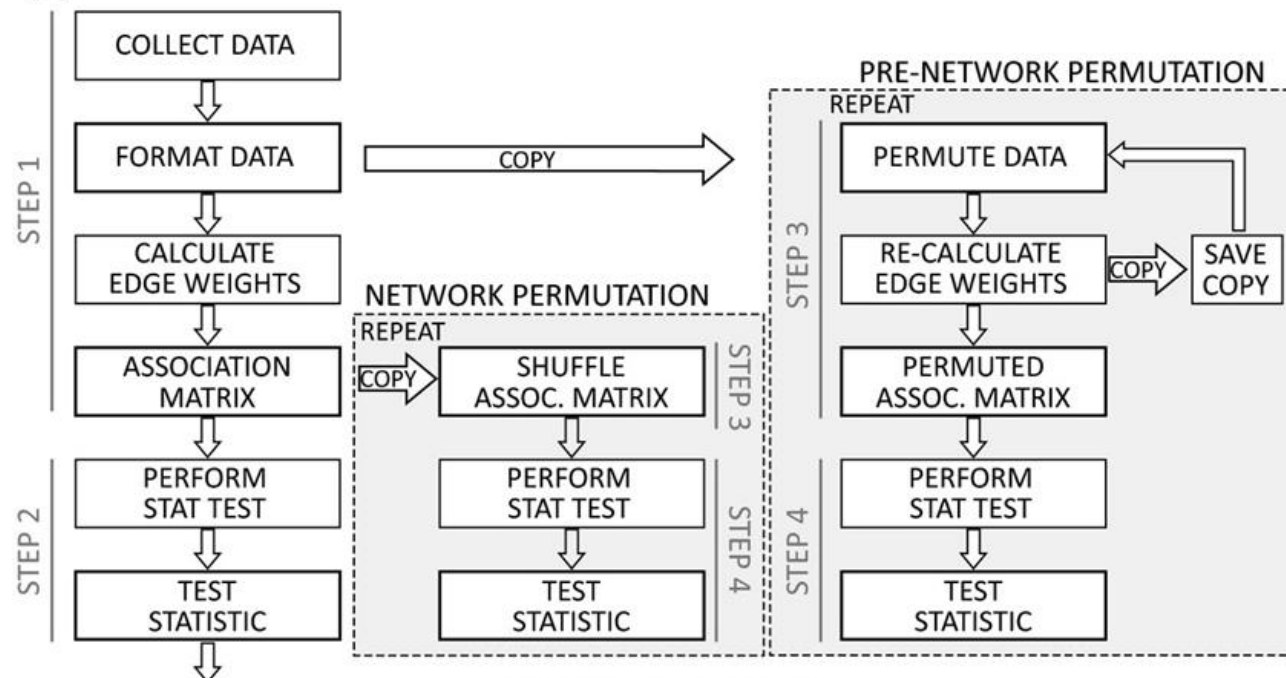 COLLECT DATA
PRE-NETWORK PERMUTATION
REPEAT
STEP 1
FORMAT DATA
COPY
PERMUTE DATA
STEP 3
CALCULATE
EDGE WEIGHTS
RE-CALCULATE
EDGE WEIGHTS
COPY
SAVE
COPY
NETWORK PERMUTATION
REPEAT
ASSOCIATION
MATRIX
COPY
SHUFFLE
ASSOC. MATRIX
STEP 3
PERMUTED
ASSOC. MATRIX
STEP 2
PERFORM
STAT TEST
PERFORM
STAT TEST
STEP 4
STEP 4
PERFORM
STAT TEST
TEST
STATISTIC
TEST
STATISTIC
TEST
STATISTIC